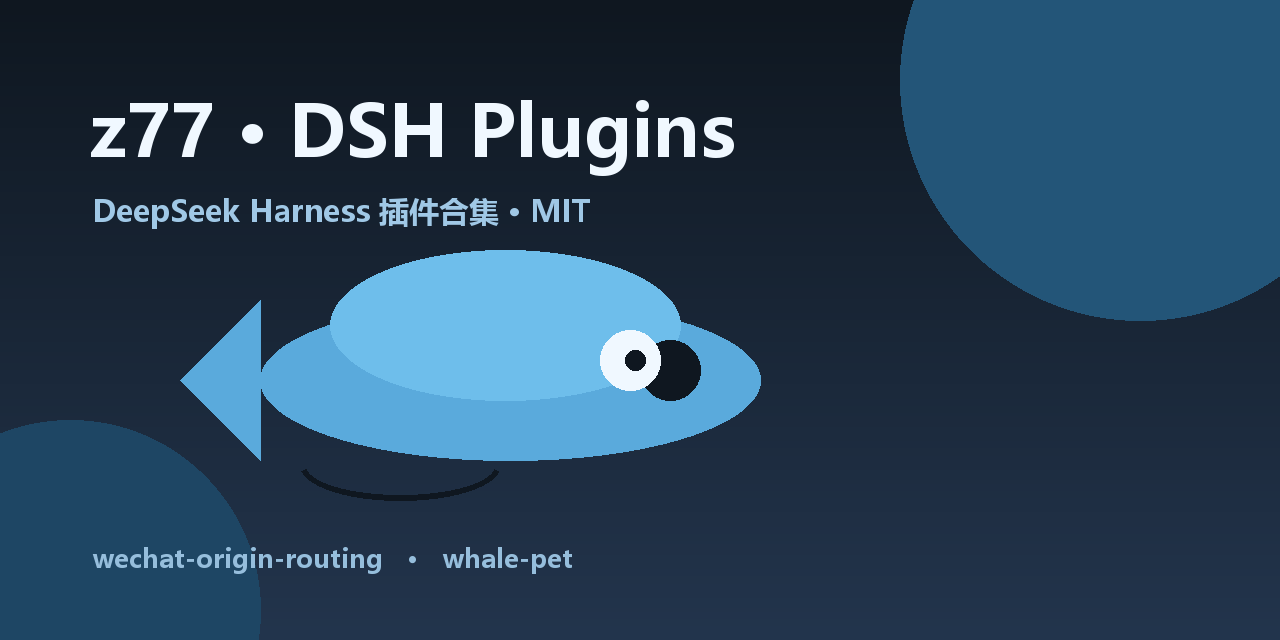 z77 • DSH Plugins
DeepSeek Harness 插件合集 • MIT
wechat-origin-routing • whale-pet